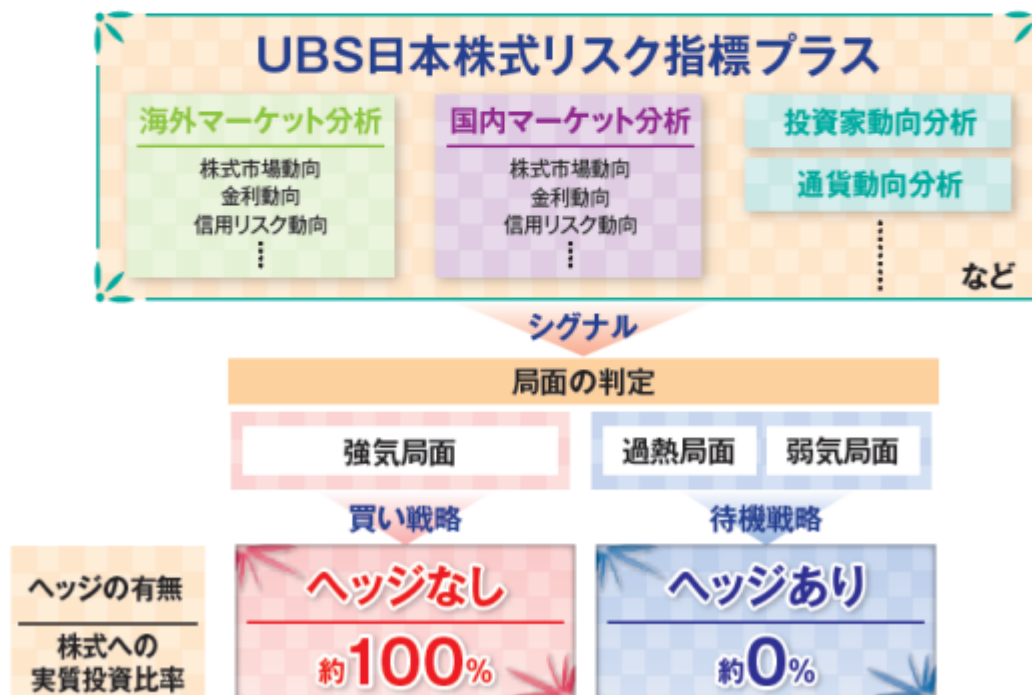 UBS日本株式リスク指標プラス
海外マーケット分析
株式市場動向
金利動向
信用リスク動向
国内マーケット分析
株式市場動向
金利動向
信用リスク動向
投資家動向分析
通貨動向分析
など
シグナル
局面の判定
強気局面
過熱局面
弱気局面
買い戦略
待機戦略
ヘッジの有無
ヘッジなし
ヘッジあり
株式への
実質投資比率
約100%
約0%